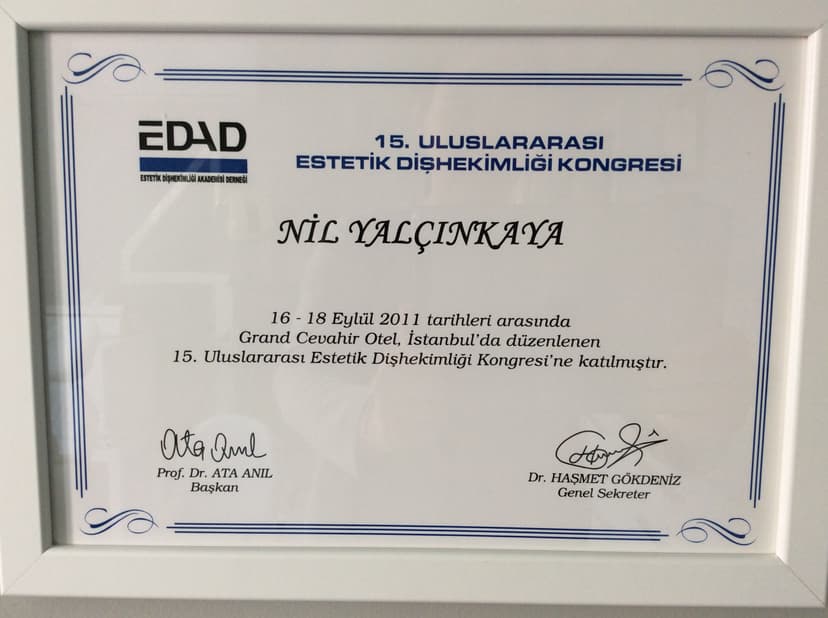 EDAD
ESTETİK DİŞHEKİMLİĞİ AKADEMİSİ DERNEĞİ
15. ULUSLARARASI
ESTETİK DİŞHEKİMLİĞİ KONGRESİ
NİL YALÇINKAYA
16 - 18 Eylül 2011 tarihleri arasında
Grand Cevahir Otel, İstanbul'da düzenlenen
15. Uluslararası Estetik Dişhekimliği Kongresi'ne katılmıştır.
Ata Anıl
Prof. Dr. ATA ANIL
Başkan
Dr. HAŞMET GÖKDENİZ
Genel Sekreter